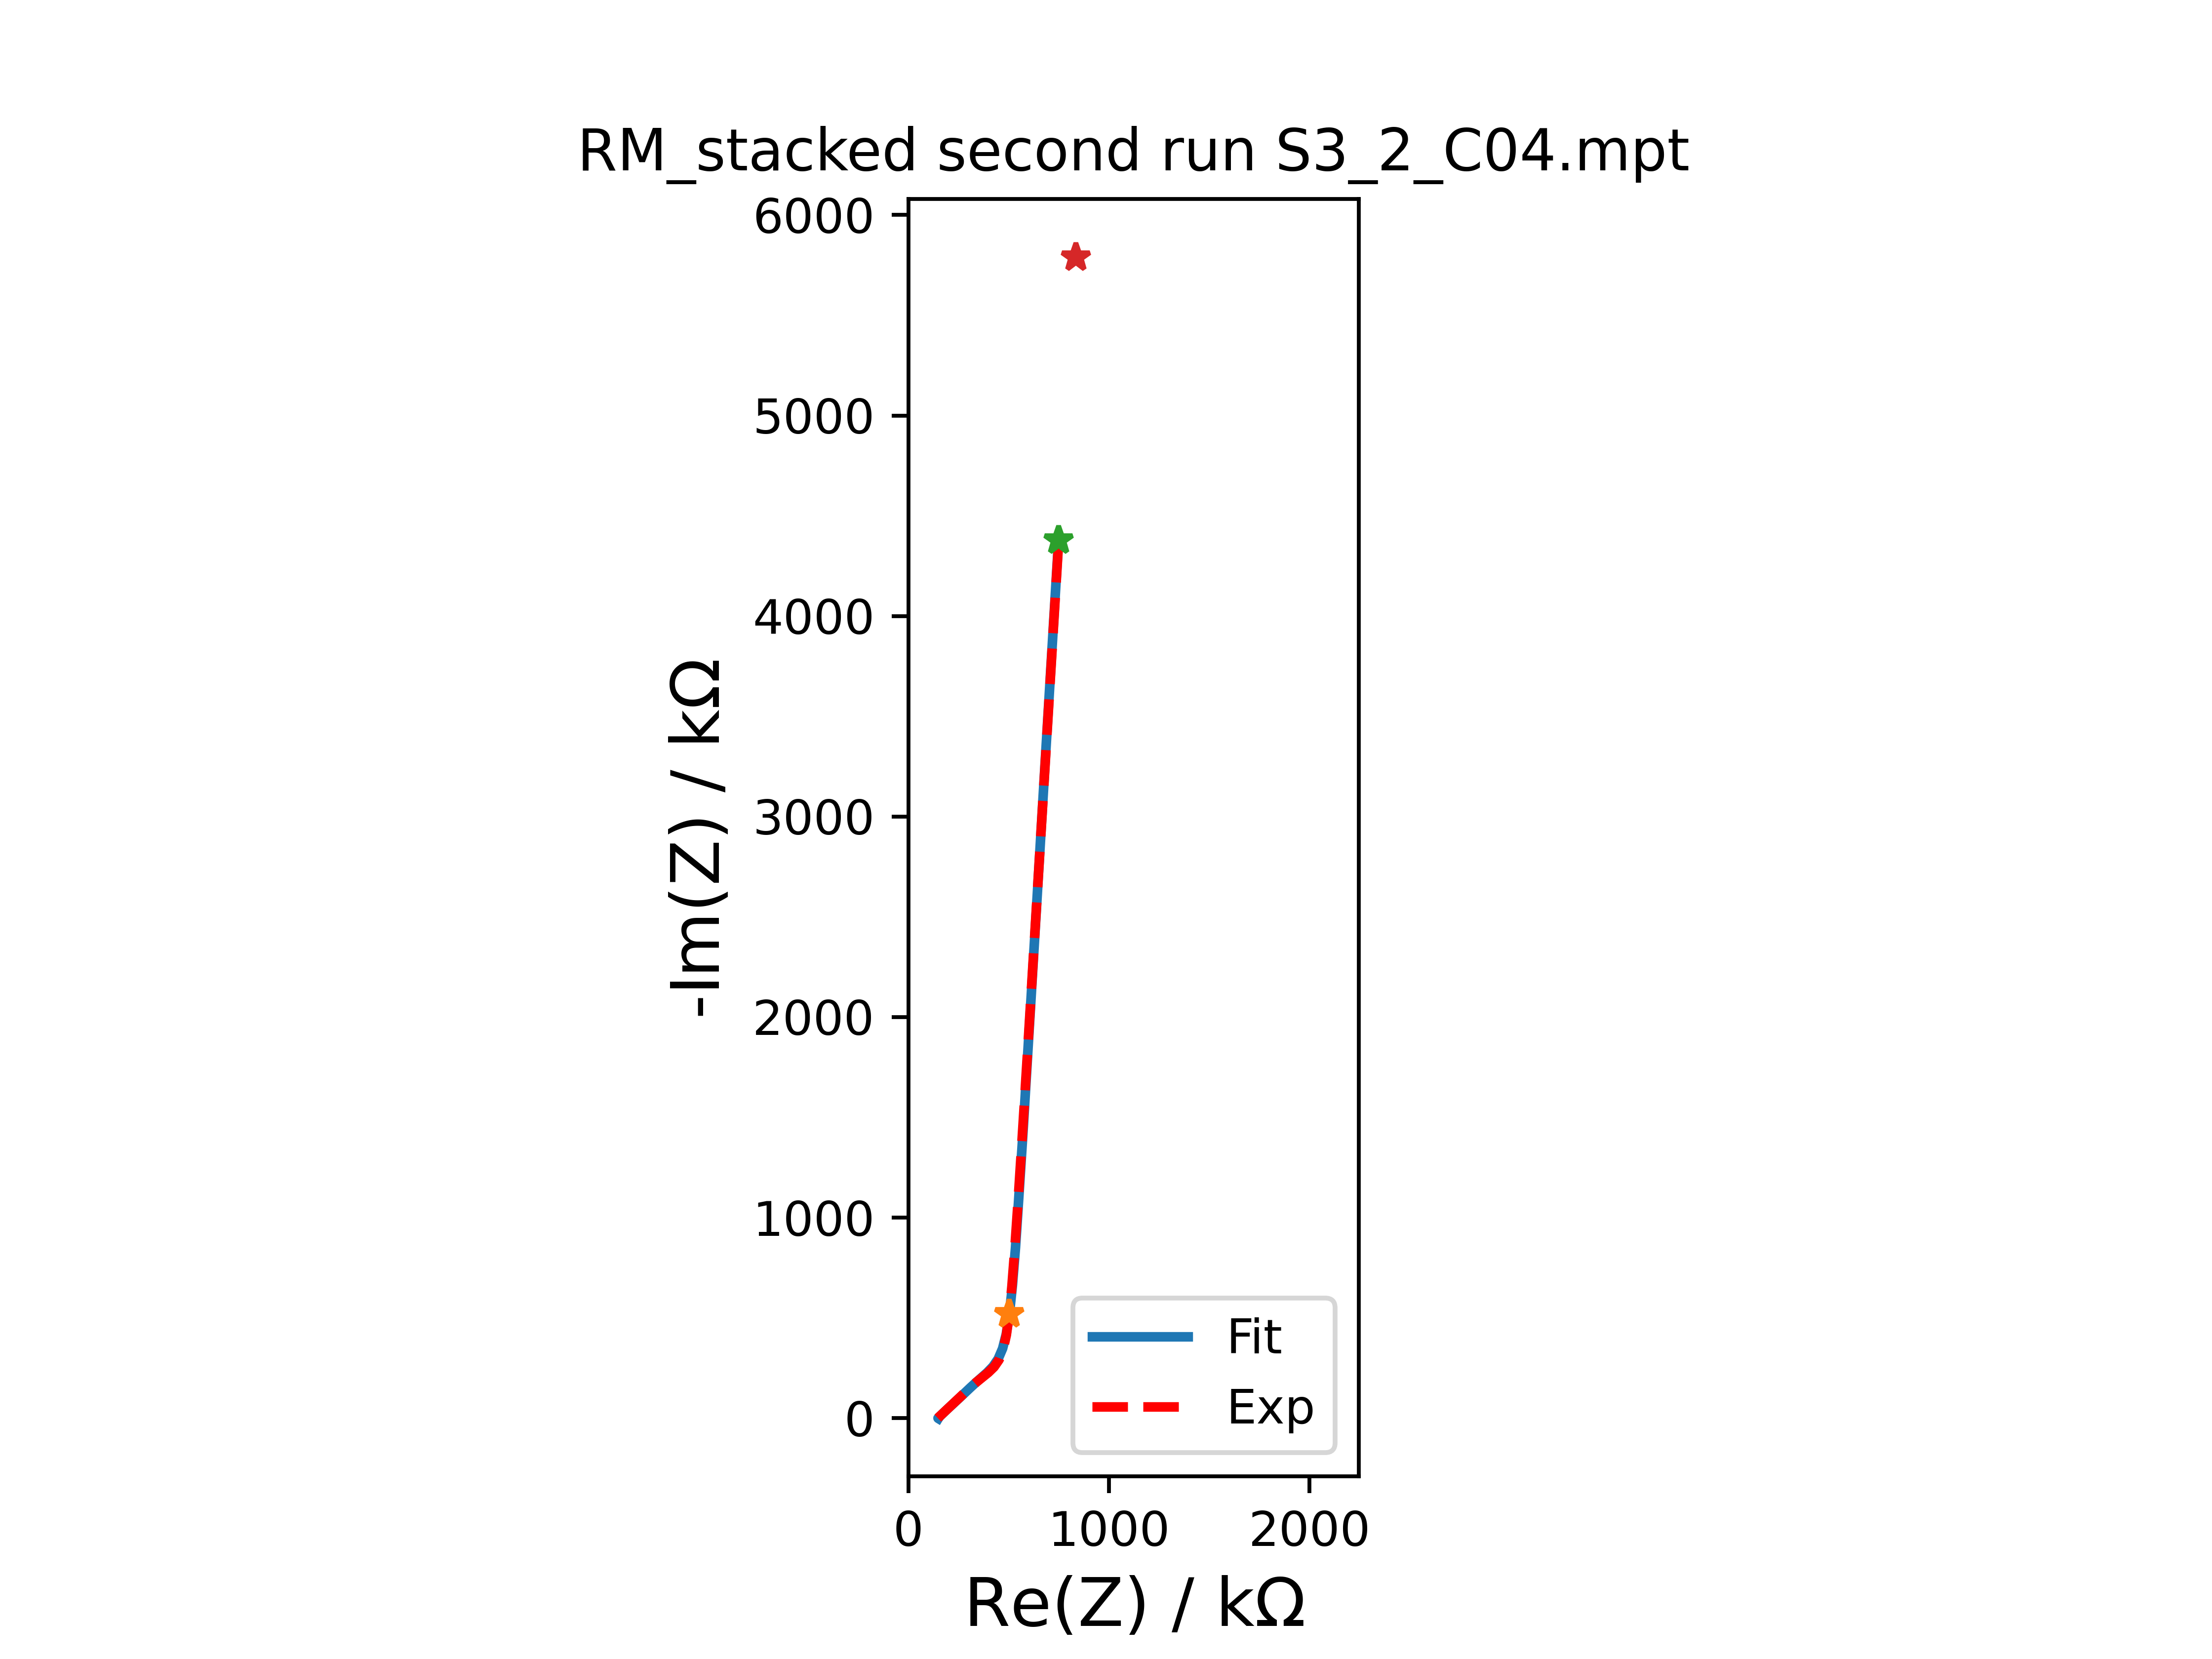 RM_stacked second run S3_2_C04.mpt
6000
5000
4000
3000
2000
1000
0
-Im(Z) / kΩ
Fit
Exp
0 1000 2000
Re(Z) / kΩ